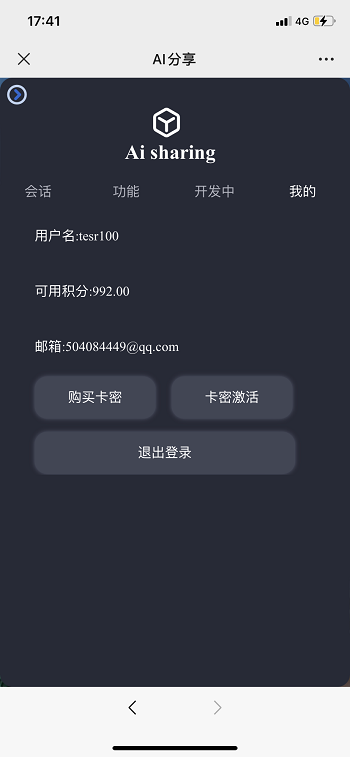 17:41 4G
AI分享
Ai sharing
会话 功能 开发中 我的
用户名:tesr100
可用积分:992.00
邮箱:504084449@qq.com
购买卡密 卡密激活
退出登录